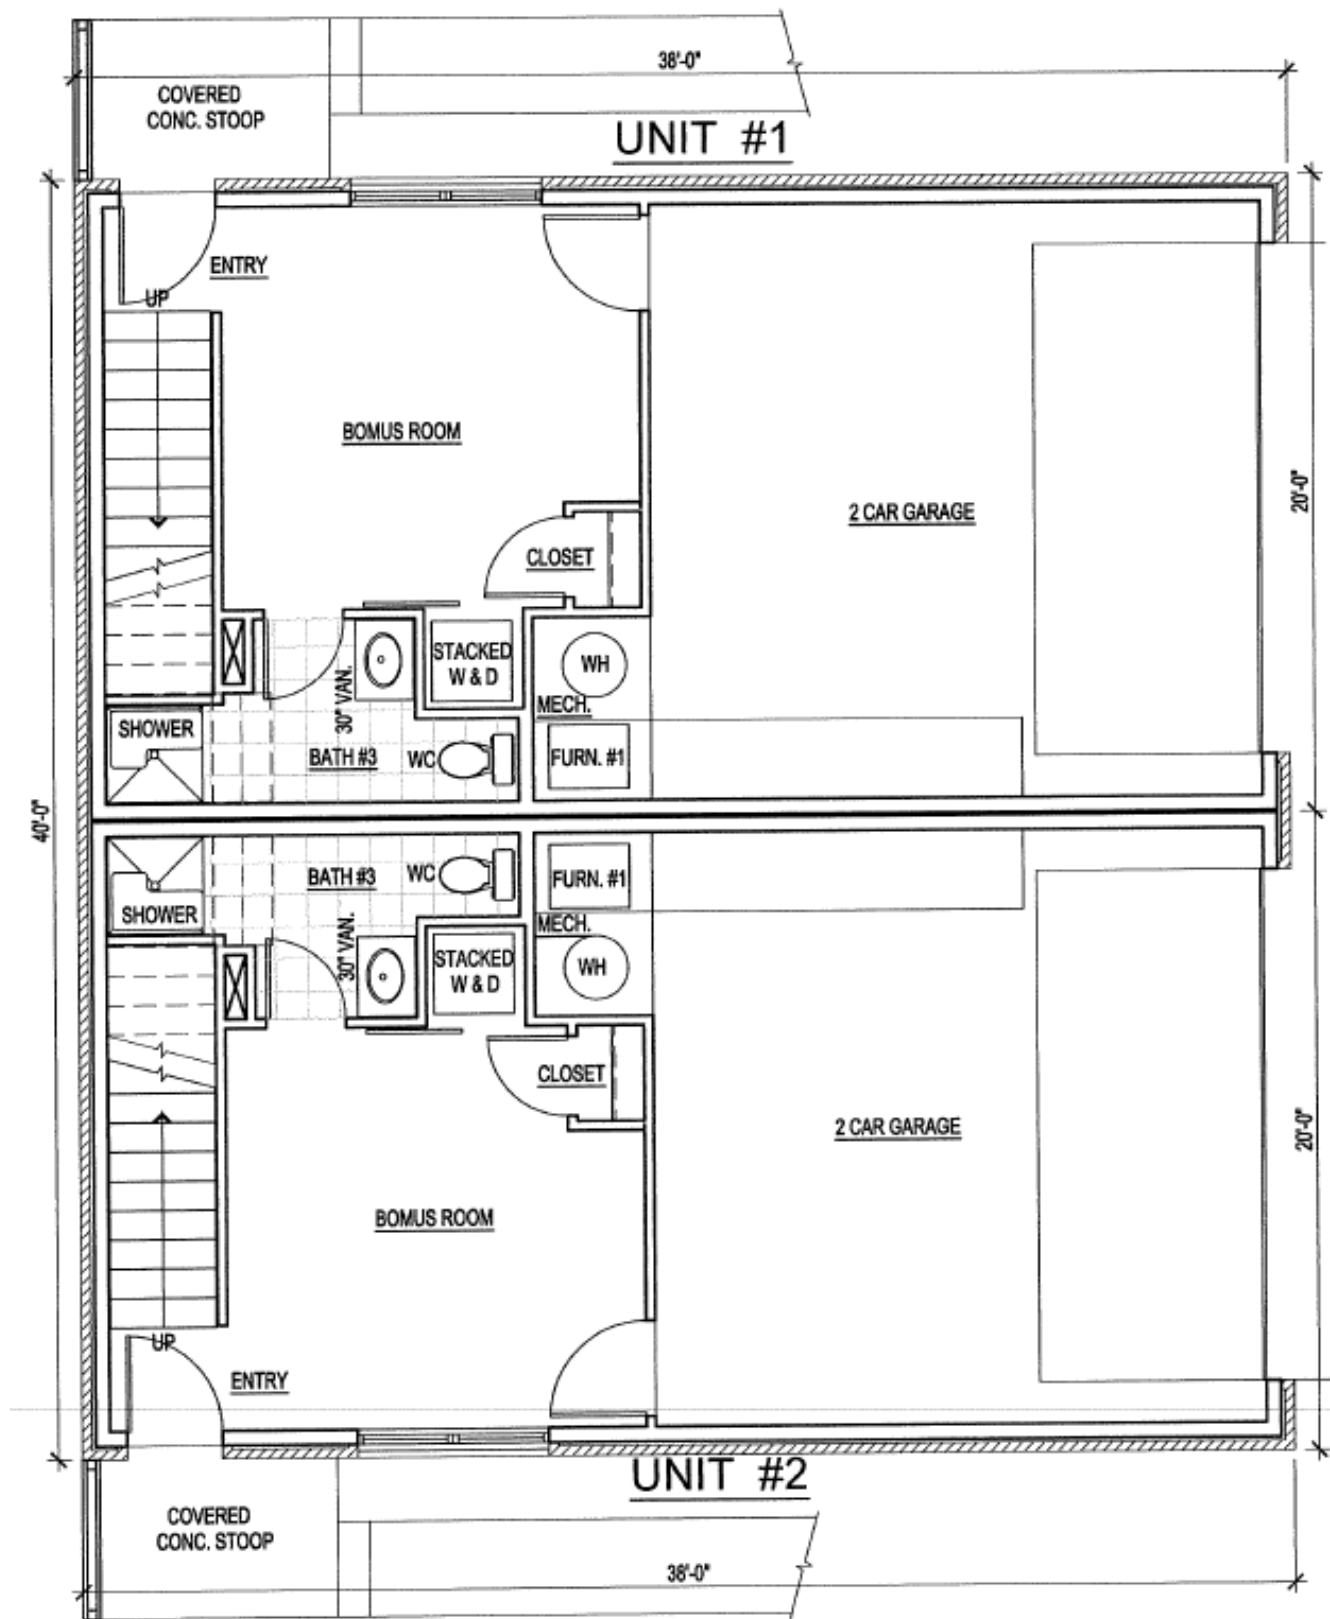 38'-0"
COVERED
CONC. STOOP
UNIT #1
ENTRY
UP
BOMUS ROOM
2 CAR GARAGE
20'-0"
CLOSET
STACKED
W & D
WH
30" VAN.
MECH.
SHOWER
BATH #3
WC
FURN. #1
40'-0"
BATH #3
WC
FURN. #1
SHOWER
30" VAN.
MECH.
STACKED
W & D
WH
CLOSET
2 CAR GARAGE
20'-0"
BOMUS ROOM
UP
ENTRY
UNIT #2
COVERED
CONC. STOOP
38'-0"